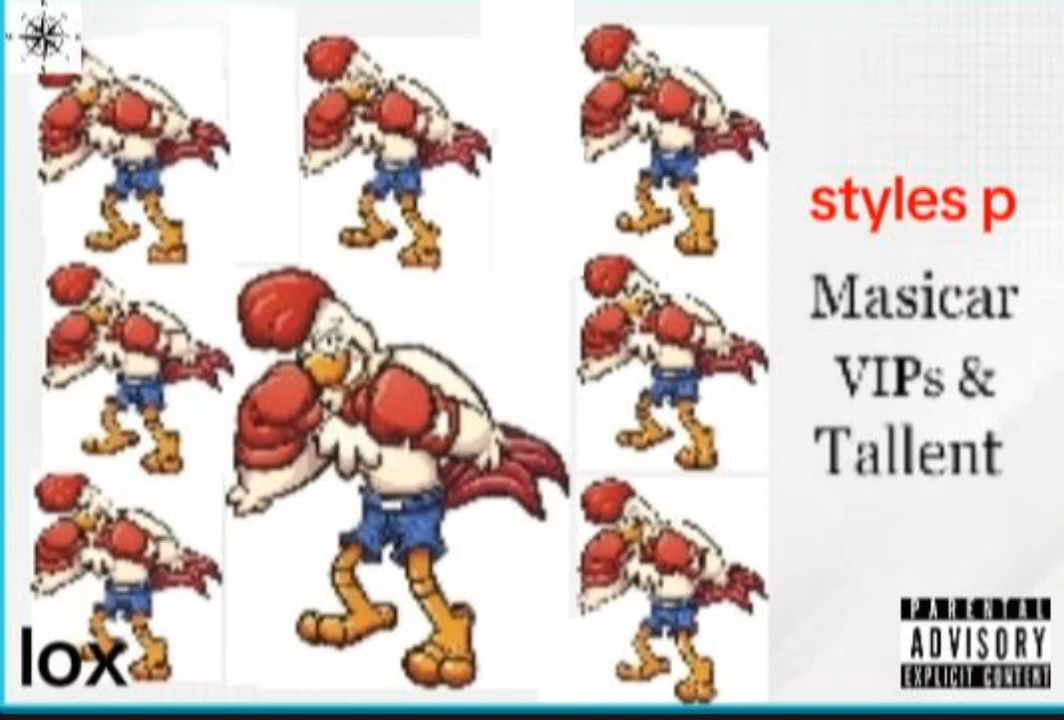 styles p
Masicar
VIPs &
Tallent
lox
PARENTAL
ADVISORY
EXPLICIT CONTENT